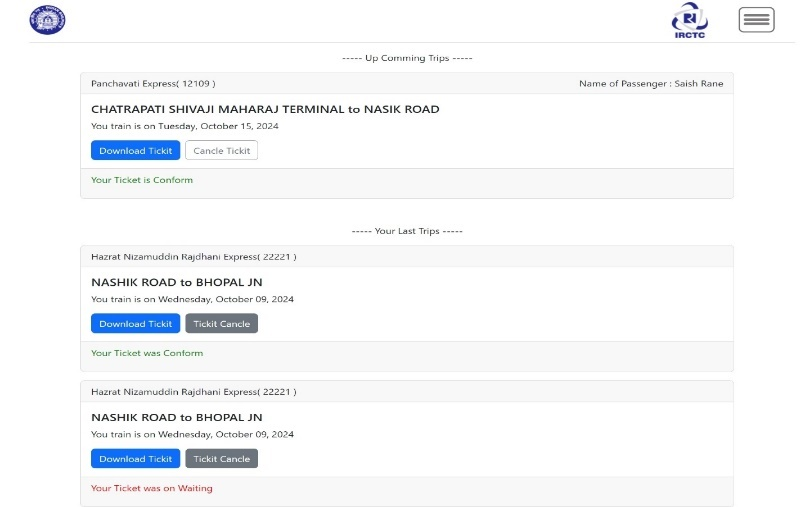 IRCTC
----- Up Comming Trips -----
Panchavati Express( 12109 ) Name of Passenger : Saish Rane
CHATRAPATI SHIVAJI MAHARAJ TERMINAL to NASIK ROAD
You train is on Tuesday, October 15, 2024
Download Tickit Cancle Tickit
Your Ticket is Conform
----- Your Last Trips -----
Hazrat Nizamuddin Rajdhani Express( 22221 )
NASHIK ROAD to BHOPAL JN
You train is on Wednesday, October 09, 2024
Download Tickit Tickit Cancle
Your Ticket was Conform
Hazrat Nizamuddin Rajdhani Express( 22221 )
NASHIK ROAD to BHOPAL JN
You train is on Wednesday, October 09, 2024
Download Tickit Tickit Cancle
Your Ticket was on Waiting